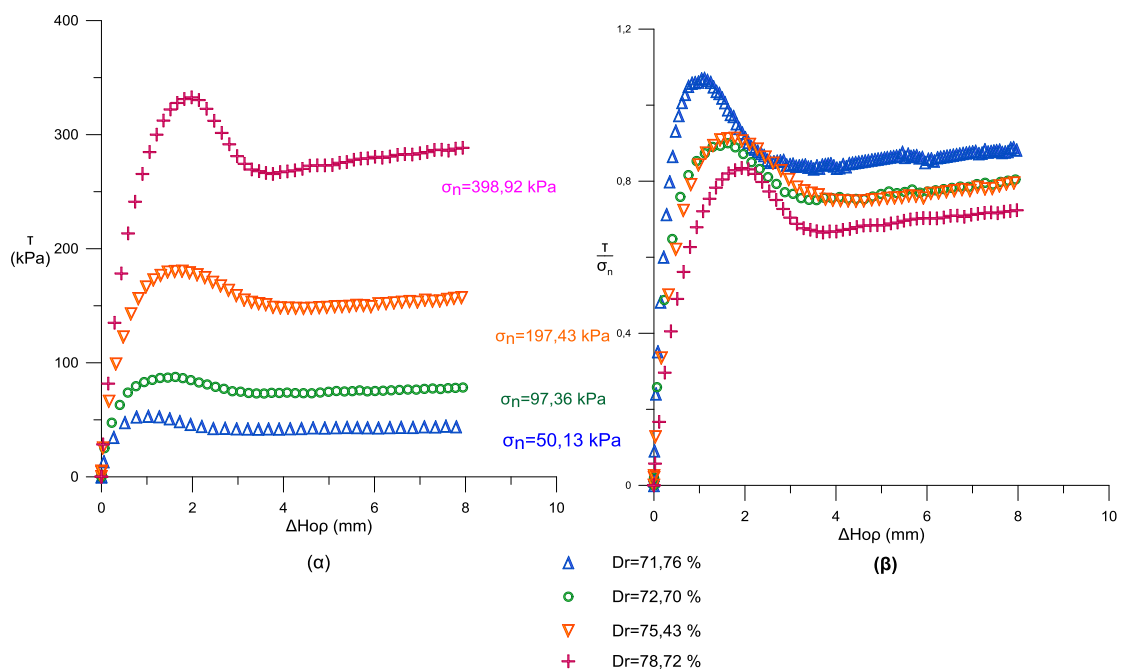 400
300
200
100
0
τ
(kPa)
σn=398,92 kPa
σn=197,43 kPa
σn=97,36 kPa
σn=50,13 kPa
0
2
4
6
8
10
ΔHορ (mm)
(α)
1,2
0,8
0,4
0
τ
σn
0
2
4
6
8
10
ΔHορ (mm)
(β)
Dr=71,76 %
Dr=72,70 %
Dr=75,43 %
Dr=78,72 %